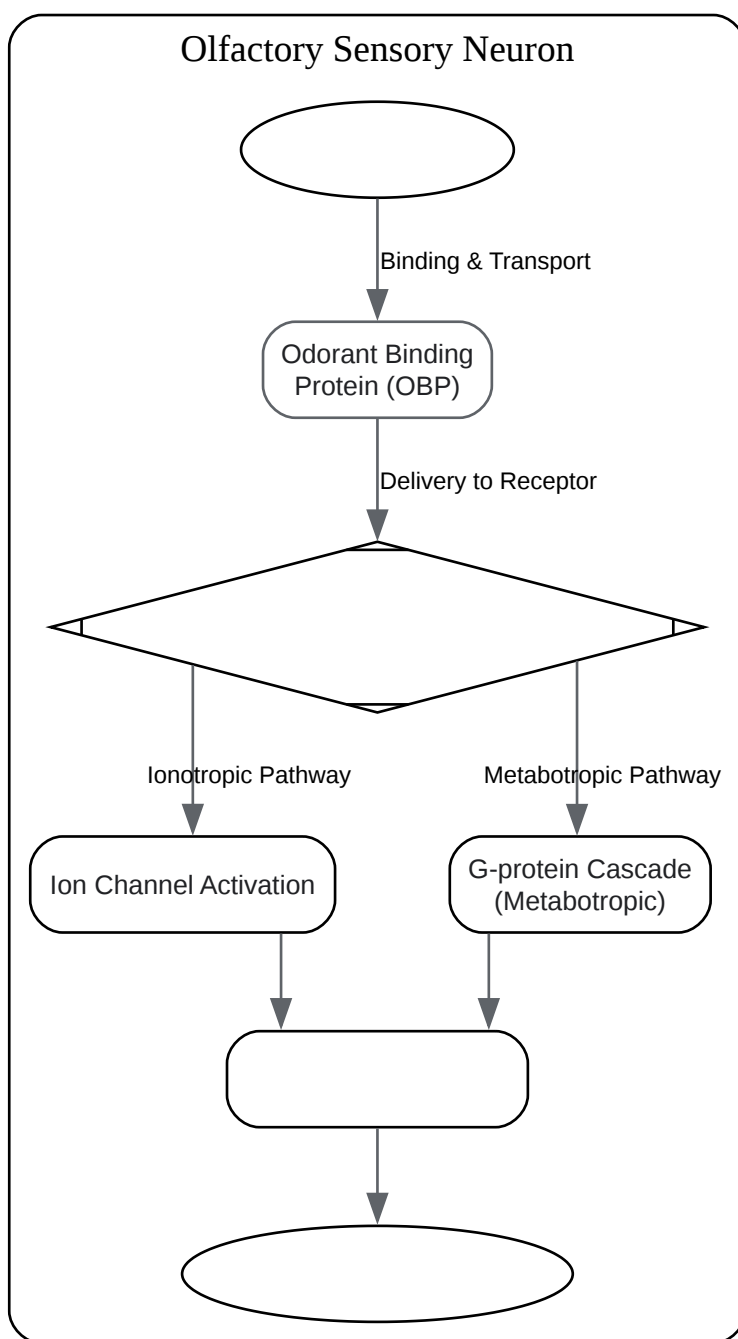 Olfactory Sensory Neuron
Binding & Transport
Odorant Binding
Protein (OBP)
Delivery to Receptor
Ionotropic Pathway
Metabotropic Pathway
Ion Channel Activation
G-protein Cascade
(Metabotropic)